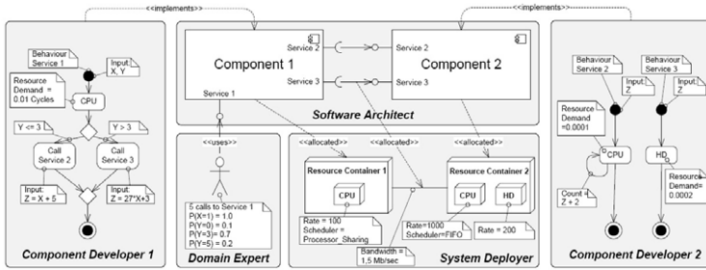 <<implements>>
<<implements>>
Behaviour
Service 1
Input:
X, Y
Resource
Demand =
0.01 Cycles
CPU
Y <= 3
Y > 3
Call
Service 2
Call
Service 3
Input:
Z = X + 5
Input:
Z = 27*X+3
Component Developer 1
Component 1
Service 2
Service 3
Service 1
Service 2
Service 3
Component 2
Software Architect
<<uses>>
5 calls to Service 1
P(X=1) = 1.0
P(Y=0) = 0.1
P(Y=3)= 0.7
P(Y=5) = 0.2
Domain Expert
<<allocated>>
<<allocated>>
<<allocated>>
Resource Container 1
CPU
Resource Container 2
CPU
HD
Rate = 100
Scheduler =
Processor_Sharing
Rate=1000
Scheduler=FIFO
Rate = 200
Bandwidth =
1,5 Mb/sec
System Deployer
Behaviour
Service 2
Behaviour
Service 3
Input:
Z
Input:
Z
Resource
Demand
=0.0001
CPU
HD
Count =
Z + 2
Resource
Demand=
0.0002
Component Developer 2